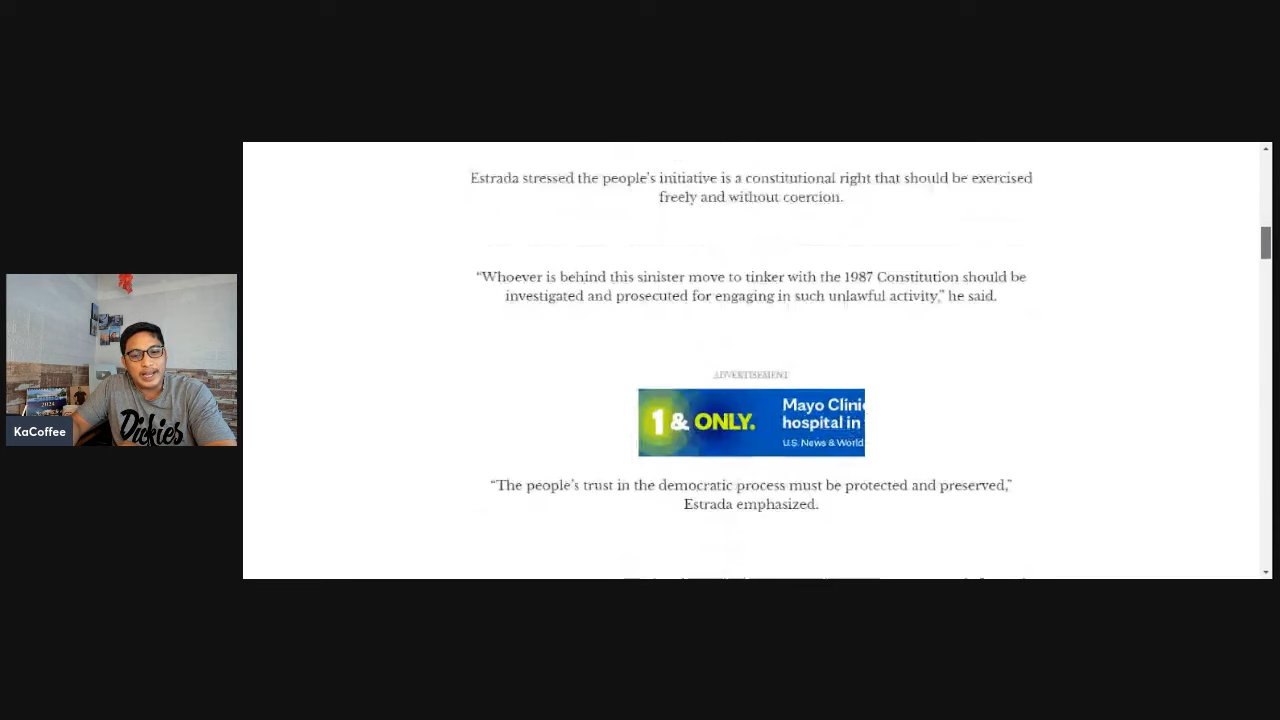 Estrada stressed the people's initiative is a constitutional right that should be exercised
freely and without coercion.
“Whoever is behind this sinister move to tinker with the 1987 Constitution should be
investigated and prosecuted for engaging in such unlawful activity,” he said.
ADVERTISEMENT
1 & ONLY.
Mayo Clini
hospital in
U.S. News & World
“The people's trust in the democratic process must be protected and preserved,”
Estrada emphasized.
2024
Dickies
KaCoffee